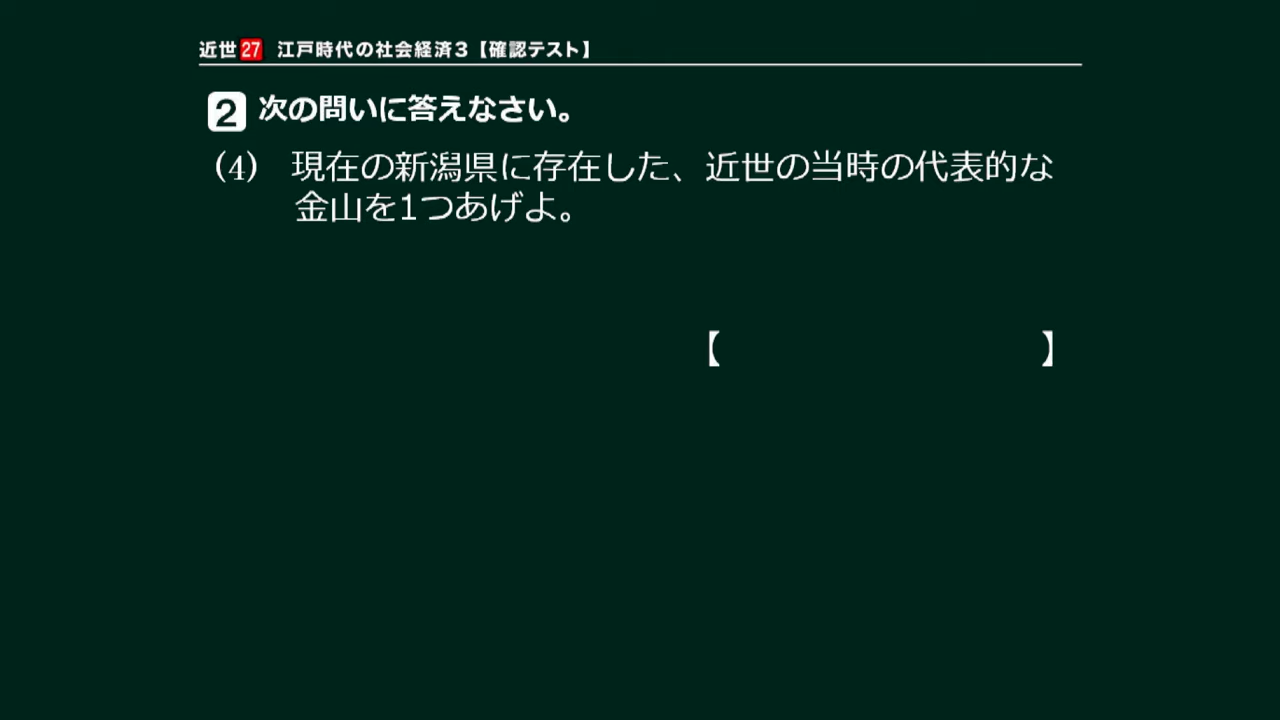 近世27 江戸時代の社会経済3【確認テスト】
2 次の問いに答えなさい。
(4) 現在の新潟県に存在した、近世の当時の代表的な
金山を1つあげよ。
【 】